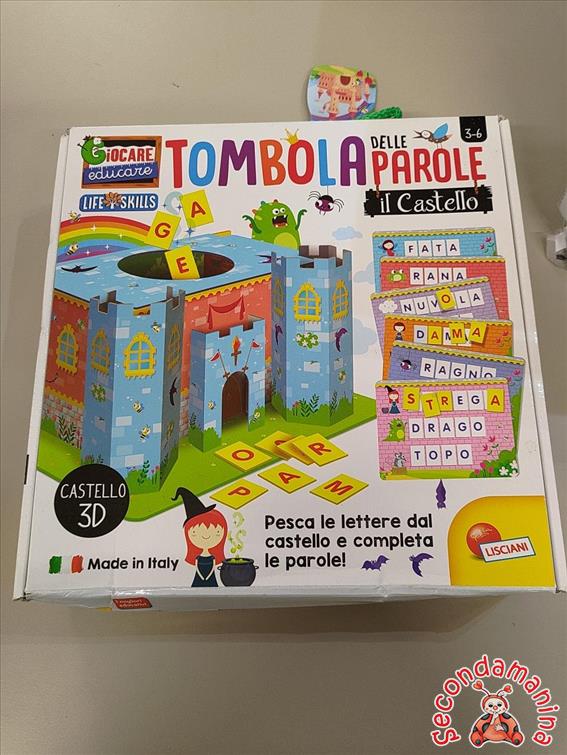 GIOCARE
educare
LIFE SKILLS
TOMBOLA
DELLE
PAROLE
3-6
il Castello
A
G
E
FATA
RANA
NUVOLA
DAMMA
RAGNO
STREGA
DRAGO
TOPO
O
R
P
A
M
CASTELLO
3D
Pesca le lettere dal
castello e completa
le parole!
Made in Italy
LISCIANI
Secondamanina